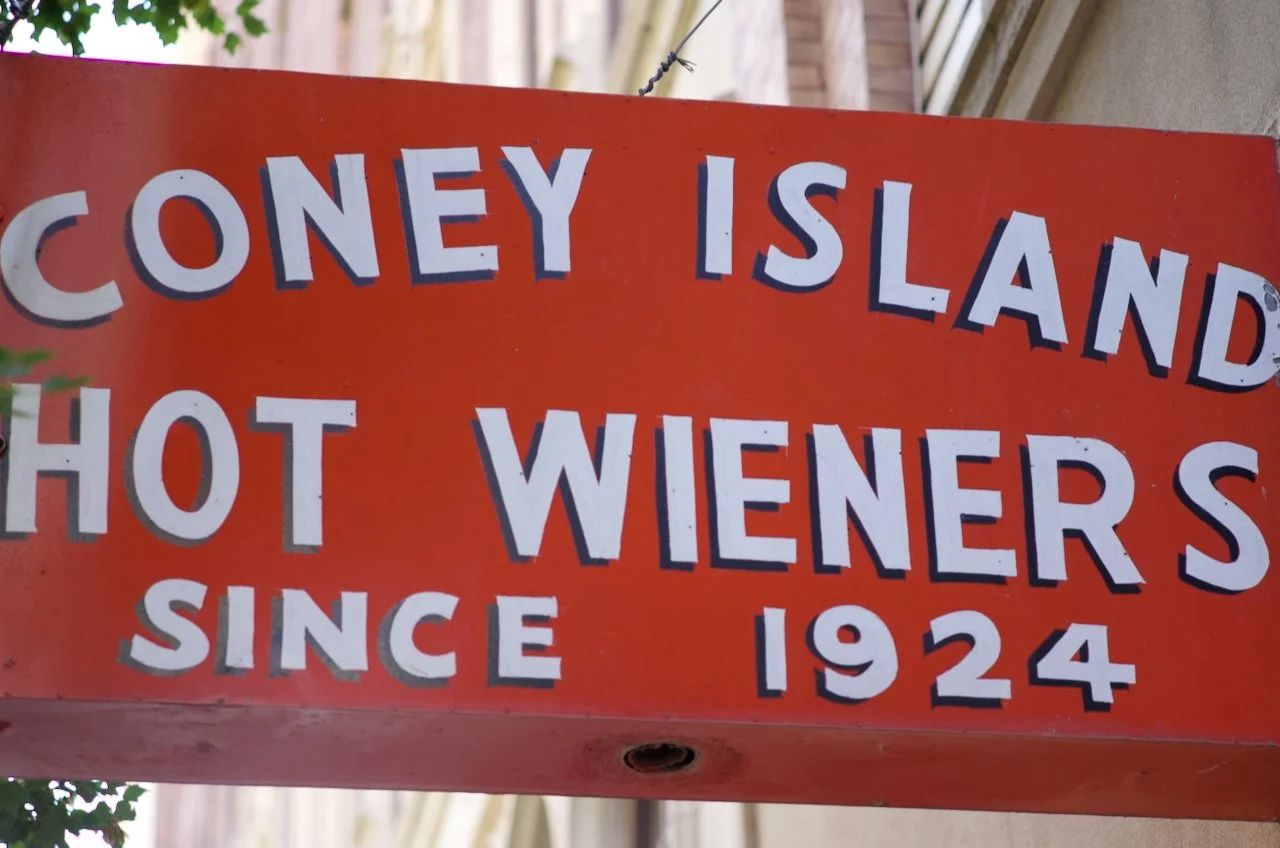 CONEY ISLAND
HOT WIENERS
SINCE 1924